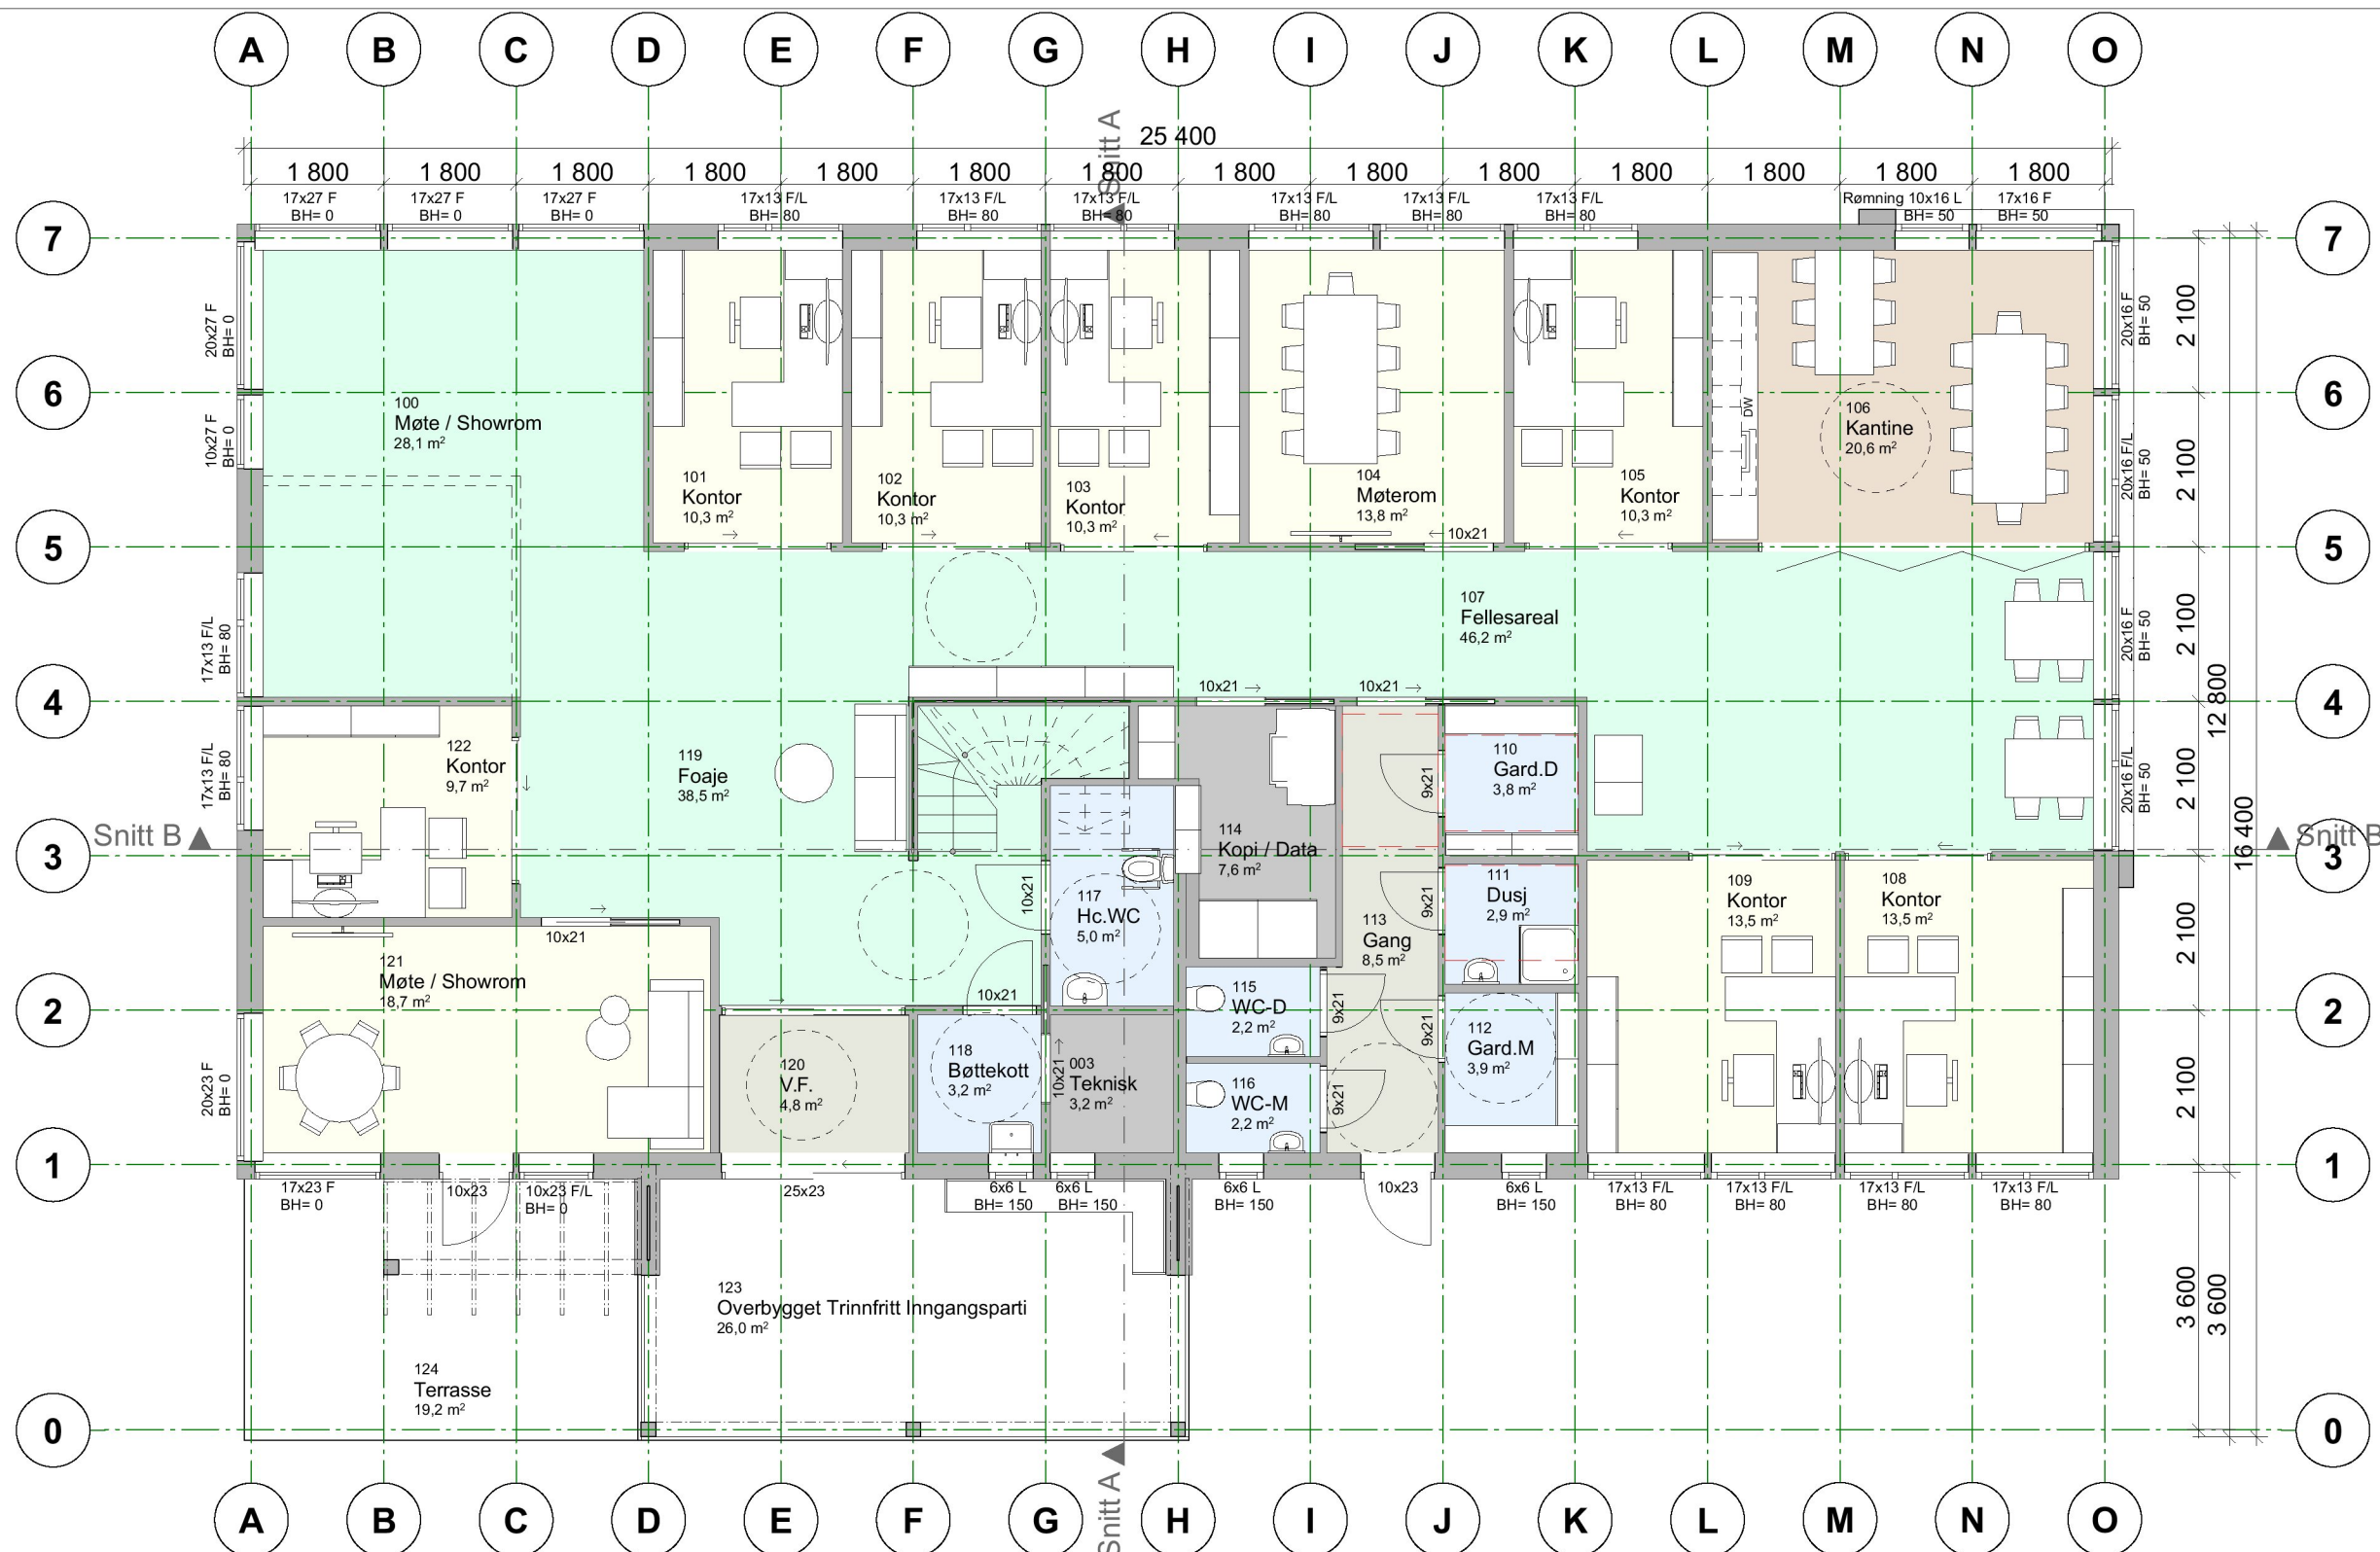 A B C D E F G H I J K L M N O
25 400
1 800 1 800 1 800 1 800 1 800 1 800 1 800 1 800 1 800 1 800 1 800 1 800 1 800 1 800
17x27 F
BH= 0
17x27 F
BH= 0
17x27 F
BH= 0
17x13 F/L
BH= 80
17x13 F/L
BH= 80
17x13 F/L
BH= 80
17x13 F/L
BH= 80
17x13 F/L
BH= 80
17x13 F/L
BH= 80
Rømning 10x16 L
BH= 50
17x16 F
BH= 50
Snitt A
7
7
6
6
5
5
4
4
3
3
2
2
1
1
0
0
20x27 F
BH= 0
10x27 F
BH= 0
17x13 F/L
BH= 80
17x13 F/L
BH= 80
20x23 F
BH= 0
20x16 F
BH= 50
20x16 F/L
BH= 50
20x16 F
BH= 50
20x16 F/L
BH= 50
2 100
2 100
2 100
2 100
2 100
2 100
12 800
16 400
3 600
3 600
100
Møte / Showrom
28,1 m²
101
Kontor
10,3 m²
102
Kontor
10,3 m²
103
Kontor
10,3 m²
104
Møterom
13,8 m²
10x21
105
Kontor
10,3 m²
DW
106
Kantine
20,6 m²
107
Fellesareal
46,2 m²
10x21
10x21
122
Kontor
9,7 m²
119
Foaje
38,5 m²
110
Gard.D
3,8 m²
9x21
Snitt B
Snitt B
114
Kopi / Data
7,6 m²
117
Hc.WC
5,0 m²
10x21
111
Dusj
2,9 m²
9x21
109
Kontor
13,5 m²
108
Kontor
13,5 m²
113
Gang
8,5 m²
10x21
121
Møte / Showrom
18,7 m²
10x21
115
WC-D
2,2 m²
9x21
9x21
112
Gard.M
3,9 m²
120
V.F.
4,8 m²
118
Bøttekott
3,2 m²
10x21
003
Teknisk
3,2 m²
116
WC-M
2,2 m²
9x21
17x23 F
BH= 0
10x23
10x23 F/L
BH= 0
25x23
6x6 L
BH= 150
6x6 L
BH= 150
6x6 L
BH= 150
10x23
6x6 L
BH= 150
17x13 F/L
BH= 80
17x13 F/L
BH= 80
17x13 F/L
BH= 80
17x13 F/L
BH= 80
123
Overbygget Trinnfritt Inngangsparti
26,0 m²
124
Terrasse
19,2 m²
Snitt A
A B C D E F G H I J K L M N O